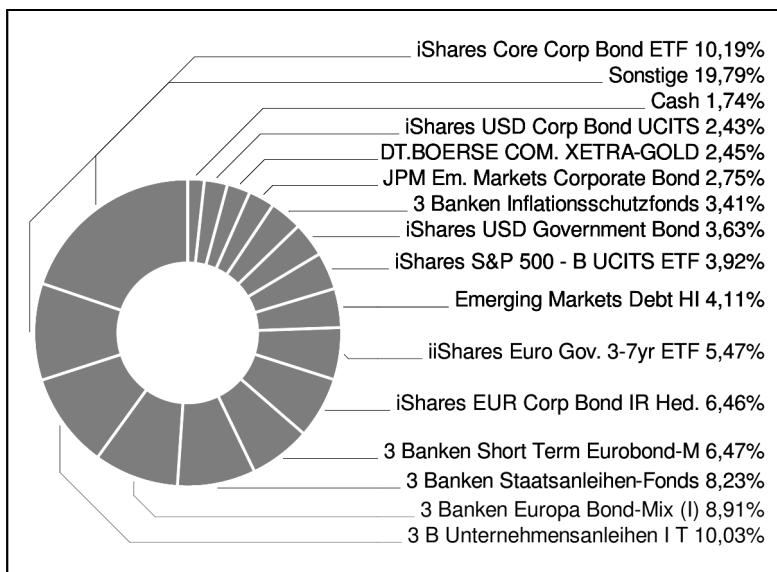 iShares Core Corp Bond ETF 10,19%
Sonstige 19,79%
Cash 1,74%
iShares USD Corp Bond UCITS 2,43%
DT.BOERSE COM. XETRA-GOLD 2,45%
JPM Em. Markets Corporate Bond 2,75%
3 Banken Inflationsschutzfonds 3,41%
iShares USD Government Bond 3,63%
iShares S&P 500 - B UCITS ETF 3,92%
Emerging Markets Debt HI 4,11%
iiShares Euro Gov. 3-7yr ETF 5,47%
iShares EUR Corp Bond IR Hed. 6,46%
3 Banken Short Term Eurobond-M 6,47%
3 Banken Staatsanleihen-Fonds 8,23%
3 Banken Europa Bond-Mix (I) 8,91%
3 B Unternehmensanleihen I T 10,03%